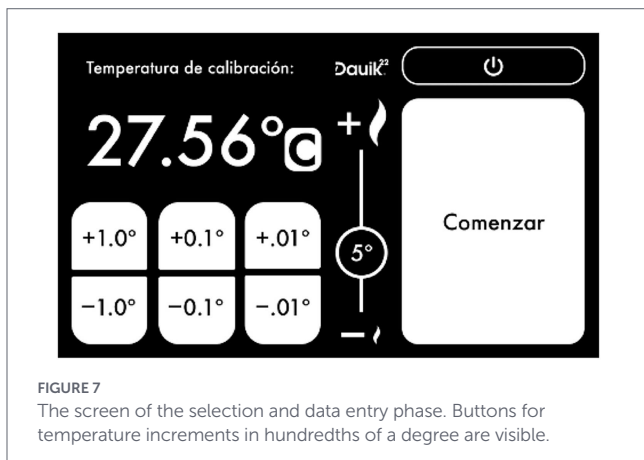 Temperatura de calibración:
Dauik22
27.56°C
+
+1.0° +0.1° +.01°
5°
Comenzar
−1.0° −0.1° −.01°
−
FIGURE 7
The screen of the selection and data entry phase. Buttons for
temperature increments in hundredths of a degree are visible.